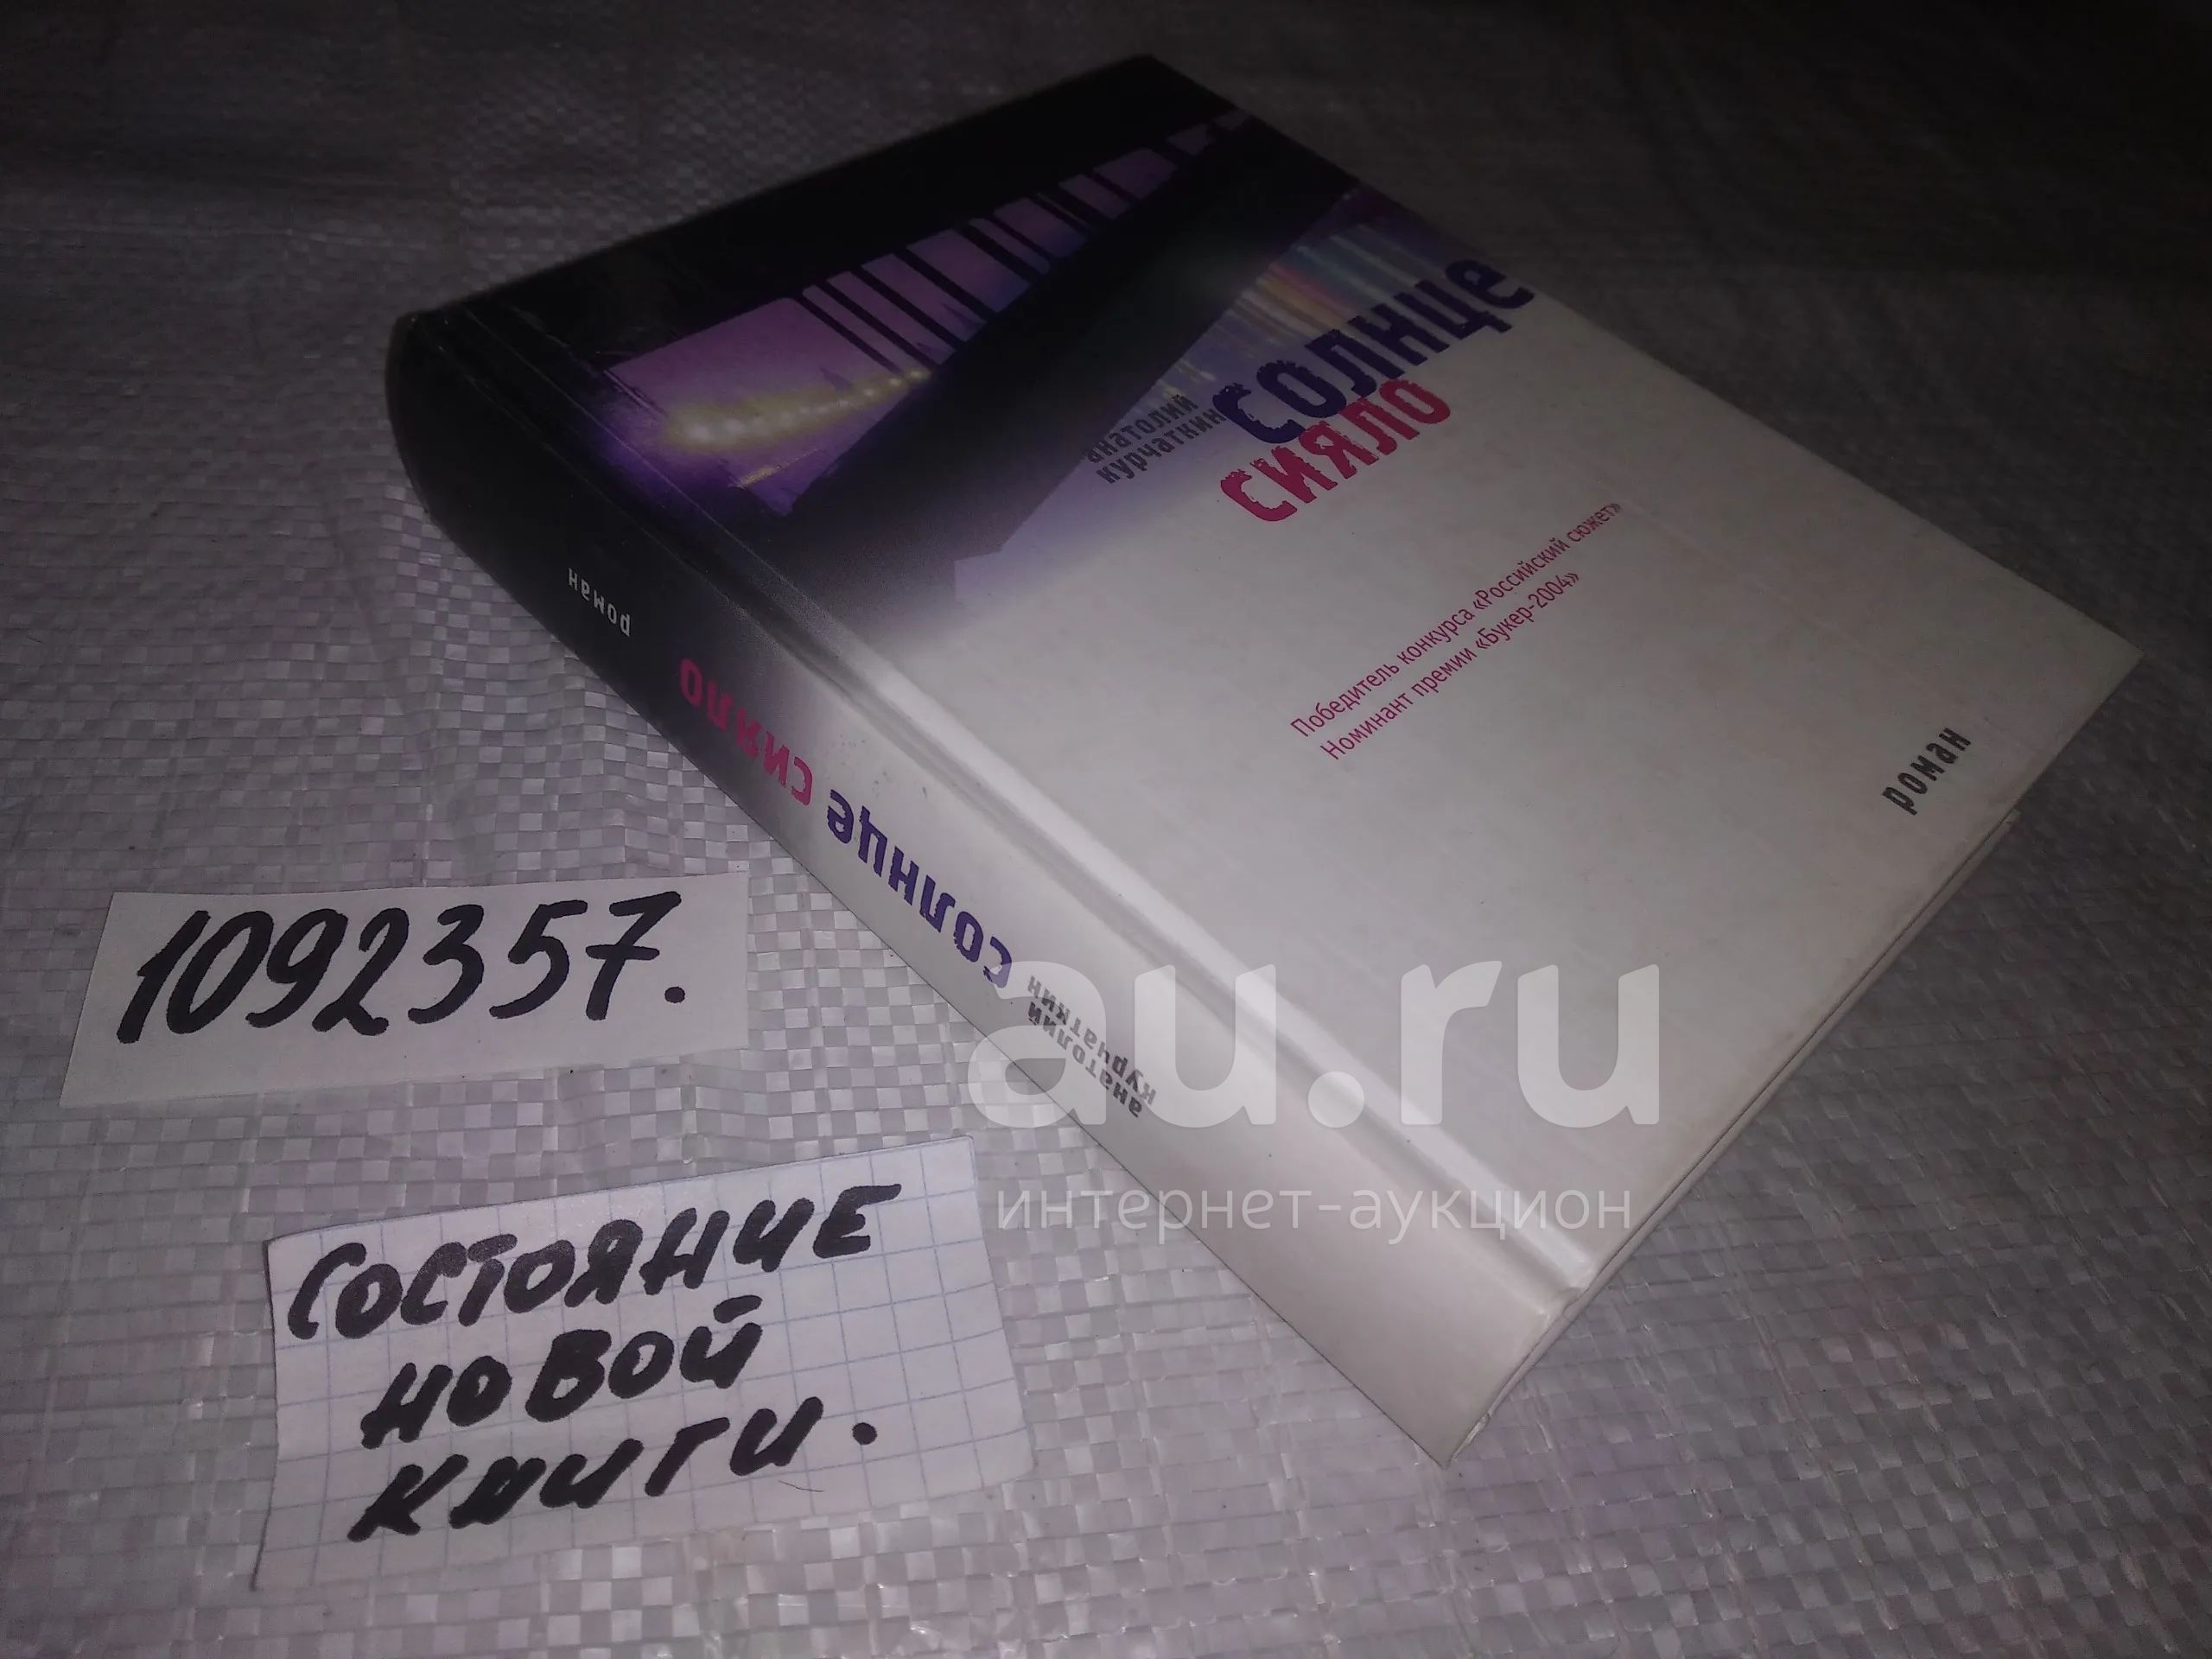 анатолий
курчаткин
солнце
сияло
Победитель конкурса «Российский сюжет»
Номинант премии «Букер-2004»
роман
анатолий
курчаткин
солнце сияло
роман
1092357.
СОСТОЯНИЕ
НОВОЙ
КНИГИ.
au.ru
интернет-аукцион